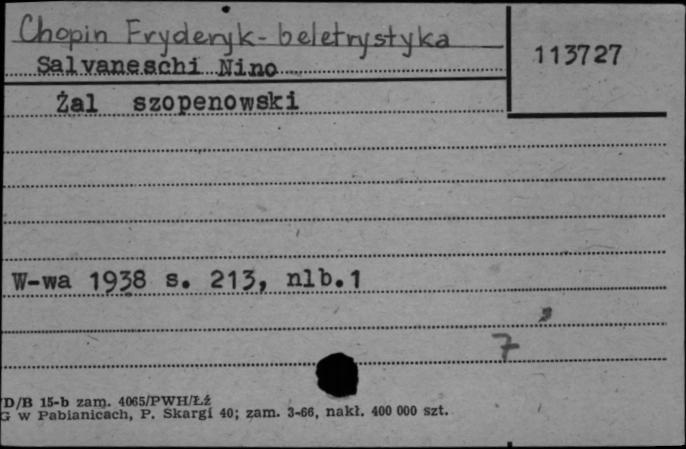 Chopin Fryderyk - beletrystyka
Salvaneschi Nino
113727
Żal szopenowski
W-wa 1938 s. 213, nlb.1
7
D/B 15-b zam. 4065/PWH/Łź
G w Pabianicach, P. Skargi 40; zam. 3-66, nakł. 400 000 szt.